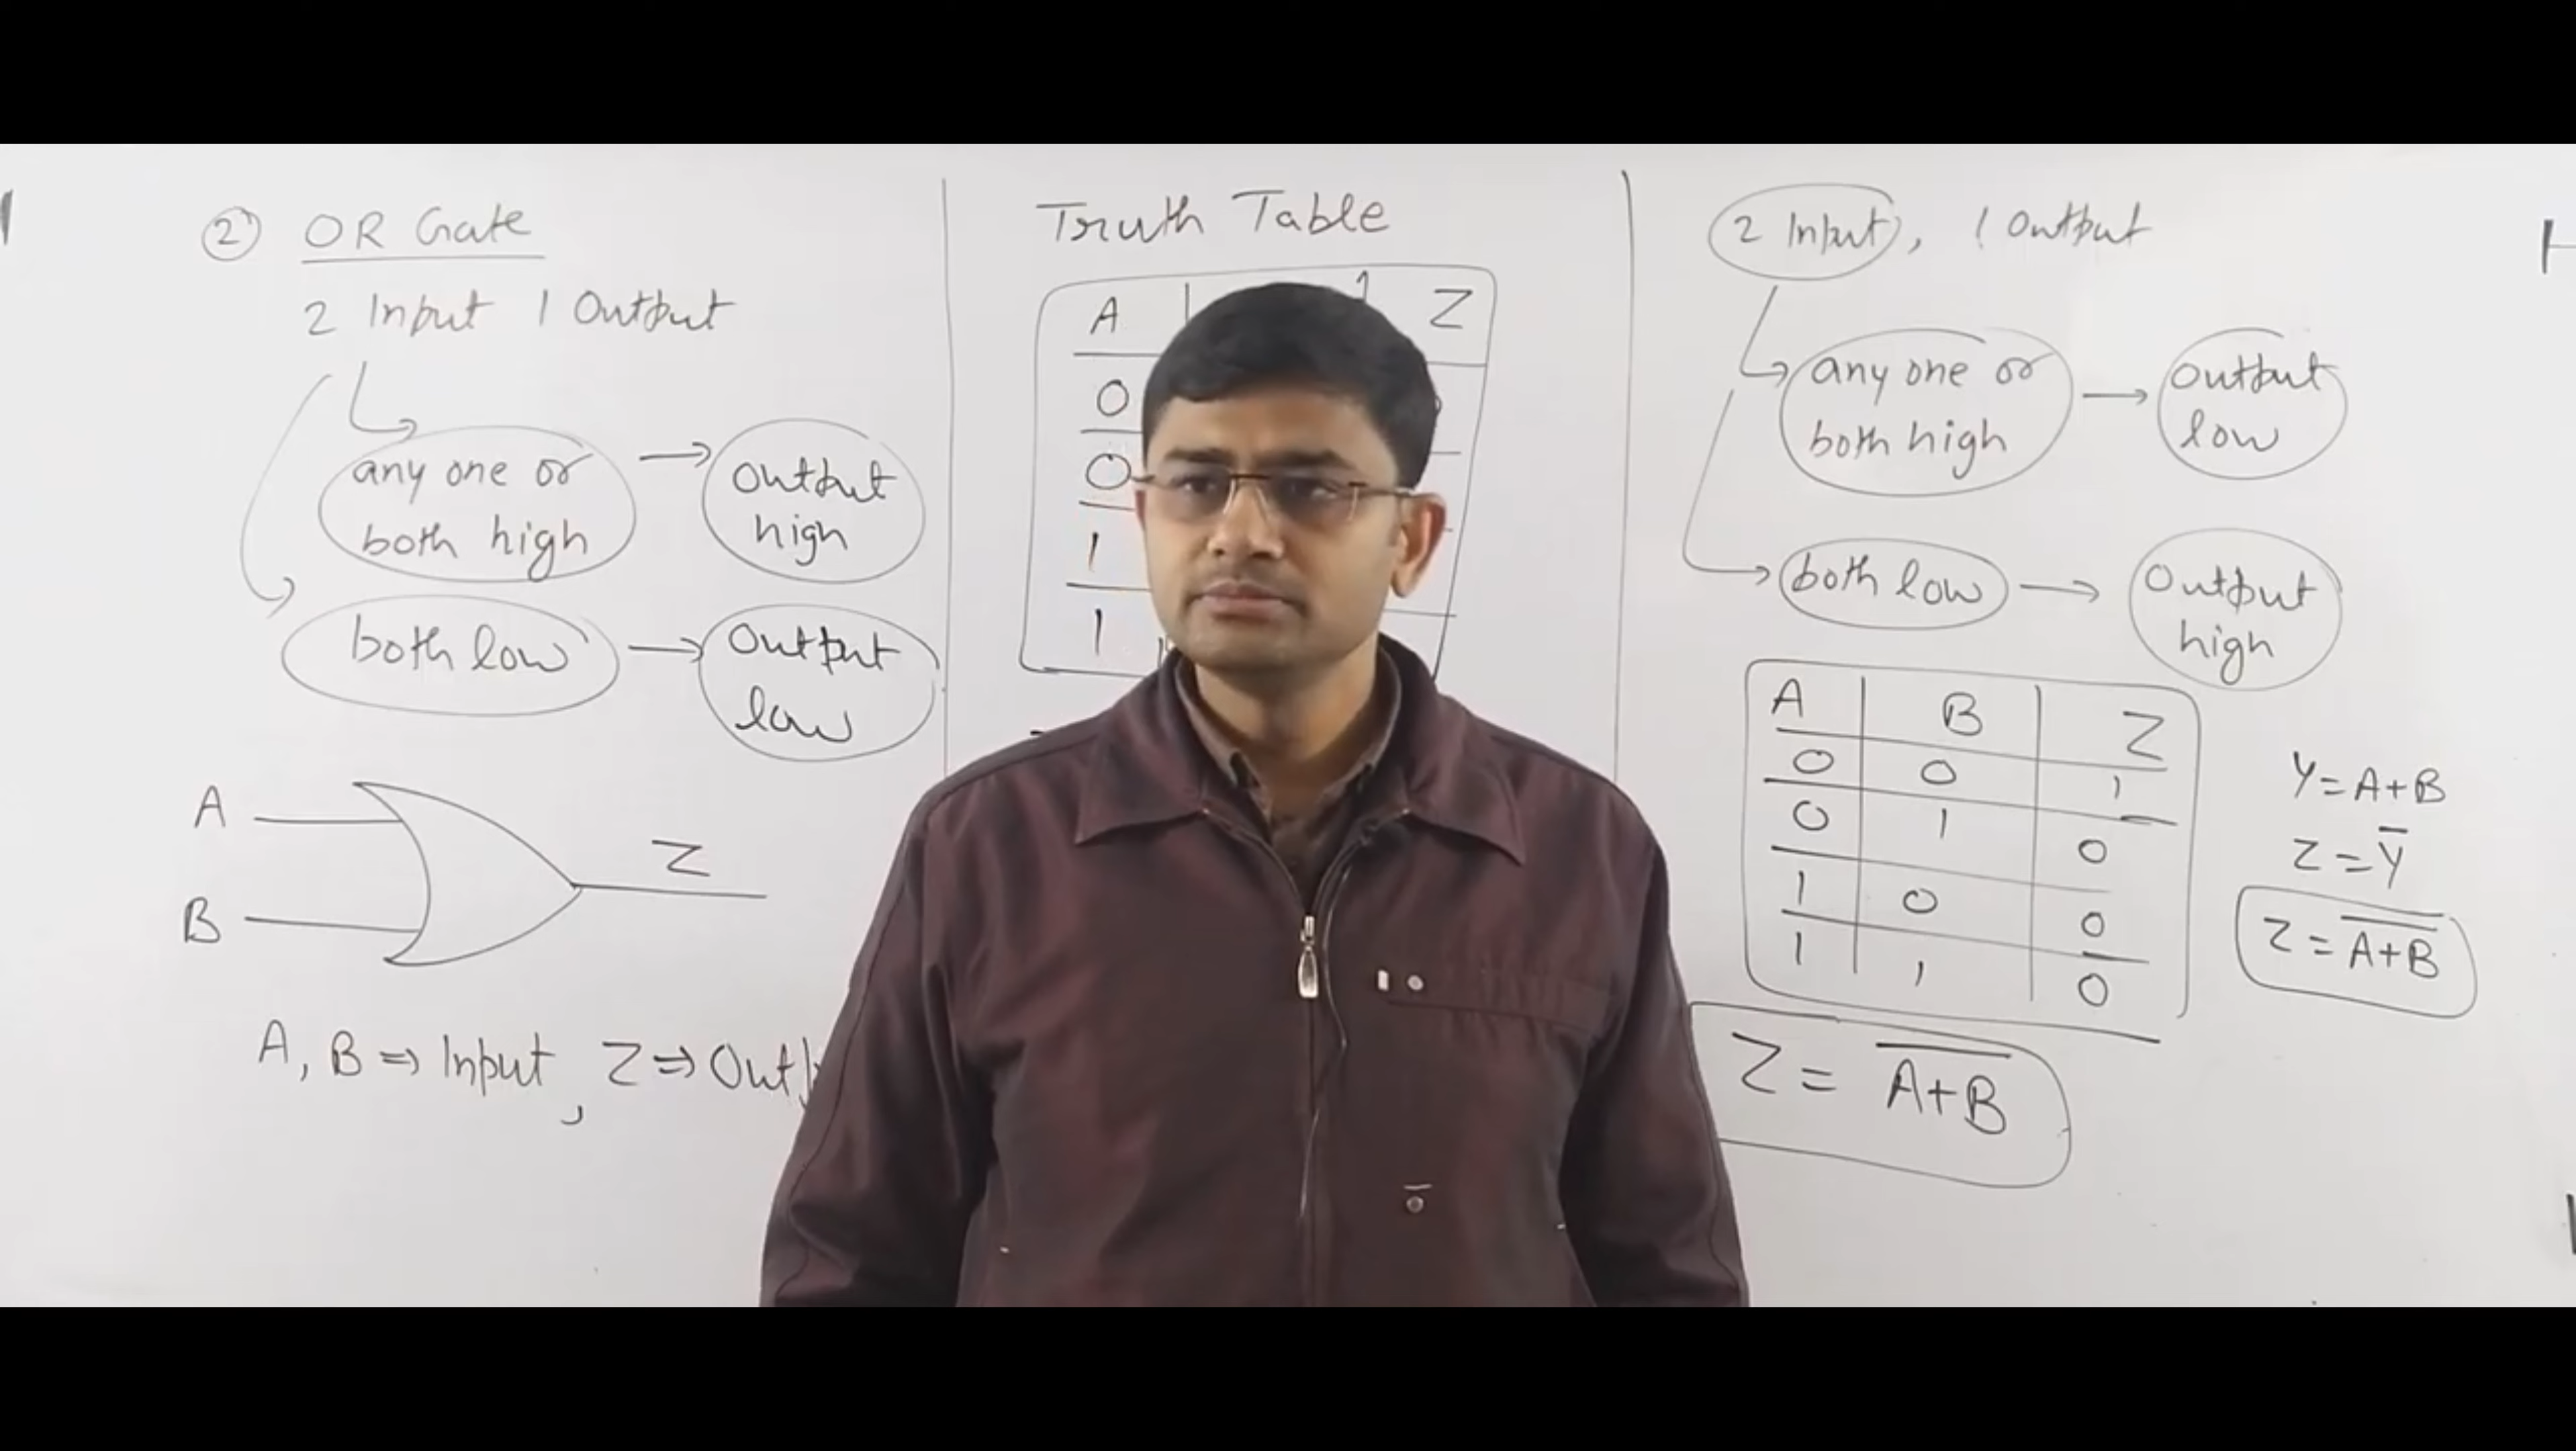 ② OR Gate
2 Input 1 Output
any one or
both high
→
Output
high
both low
→
Output
low
A
B
Z
A, B ⇒ Input, Z ⇒
Truth Table
A Z
0
0
1
1
2 Input, 1 Output
any one or
both high
→
Output
low
both low
→
Output
high
A B Z
0 0 1
0 1 0
1 0 0
1 1 0
Y = A+B
Z = Y̅
Z = A̅+̅B̅
Z = A̅+̅B̅